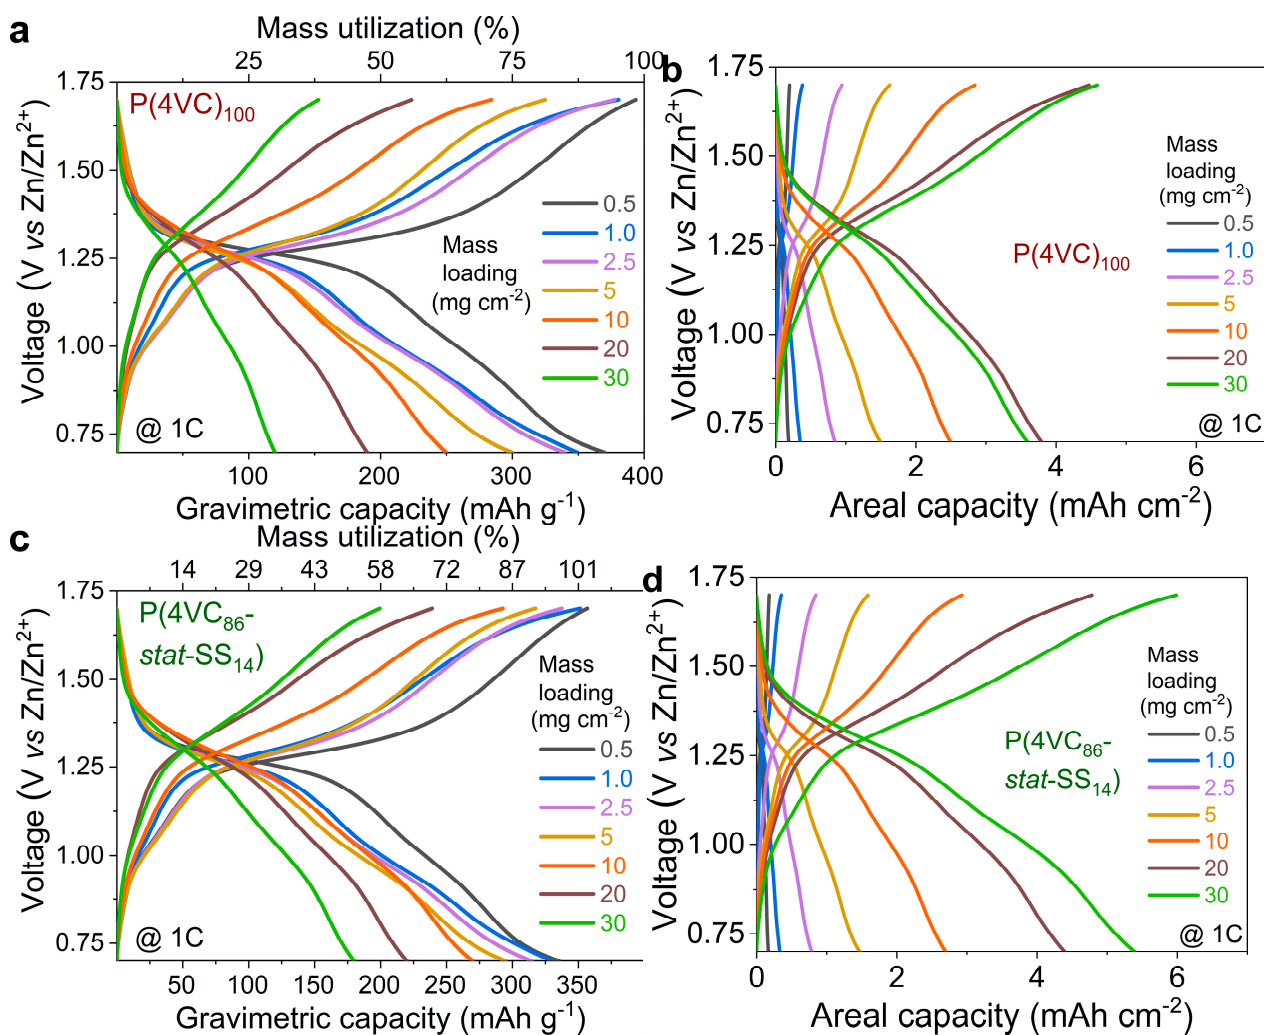 a
Mass utilization (%)
25 50 75 100
1.75
1.50
1.25
1.00
0.75
Voltage (V vs Zn/Zn²⁺)
P(4VC)₁₀₀
Mass
loading
(mg cm⁻²)
0.5
1.0
2.5
5
10
20
30
@ 1C
100 200 300 400
Gravimetric capacity (mAh g⁻¹)
b
1.75
1.50
1.25
1.00
0.75
Voltage (V vs Zn/Zn²⁺)
Mass
loading
(mg cm⁻²)
0.5
1.0
2.5
5
10
20
30
P(4VC)₁₀₀
@ 1C
0 2 4 6
Areal capacity (mAh cm⁻²)
c
Mass utilization (%)
14 29 43 58 72 87 101
1.75
1.50
1.25
1.00
0.75
Voltage (V vs Zn/Zn²⁺)
P(4VC₈₆-
stat-SS₁₄)
Mass
loading
(mg cm⁻²)
0.5
1.0
2.5
5
10
20
30
@ 1C
50 100 150 200 250 300 350
Gravimetric capacity (mAh g⁻¹)
d
1.75
1.50
1.25
1.00
0.75
Voltage (V vs Zn/Zn²⁺)
Mass
loading
(mg cm⁻²)
0.5
1.0
2.5
5
10
20
30
P(4VC₈₆-
stat-SS₁₄)
@ 1C
0 2 4 6
Areal capacity (mAh cm⁻²)